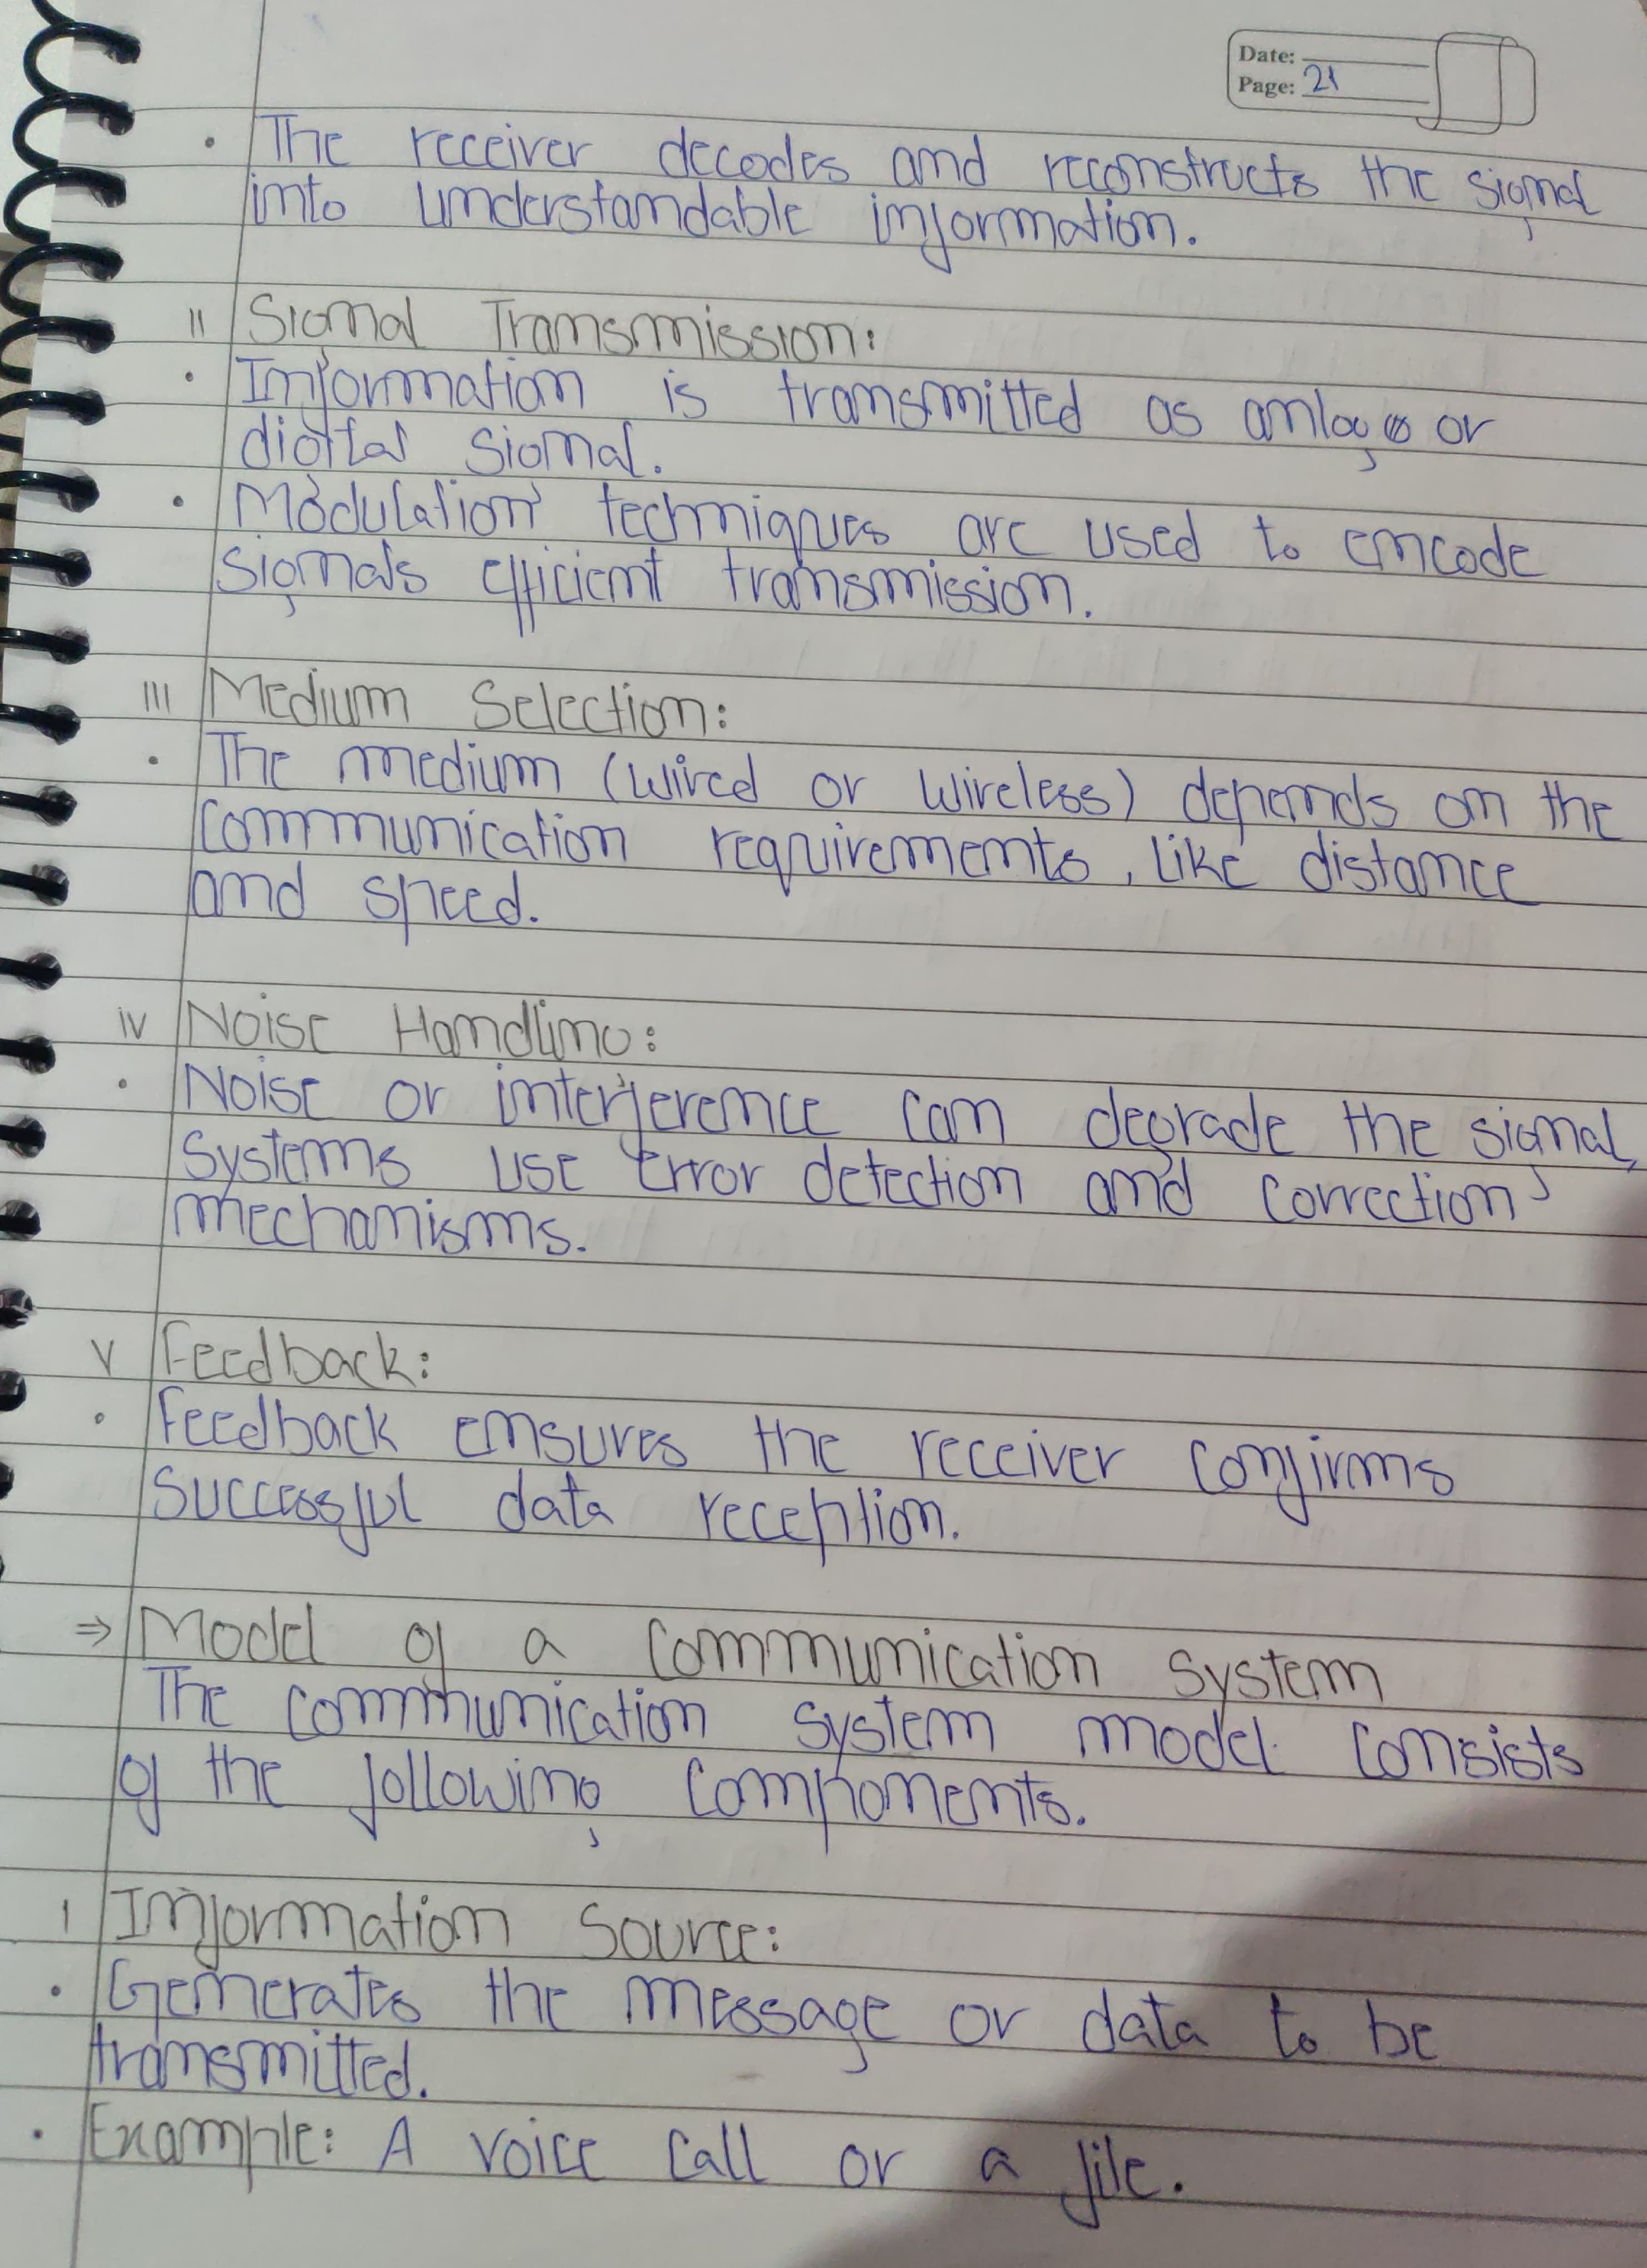 Date:
Page: 21
• The receiver decodes and reconstructs the signal
into understandable information.
ii Signal Transmission:
• Information is transmitted as anlog or
digital signal.
• Modulation techniques are used to encode
signals efficient transmission.
iii Medium Selection:
• The medium (wired or wireless) depends on the
communication requirements, like distance
and speed.
iv Noise Handling:
• Noise or interference can degrade the signal,
systems use error detection and correction
mechanisms.
v Feedback:
• Feedback ensures the receiver confirms
successful data reception.
⇒ Model of a Communication System
The communication system model consists
of the following components.
i Information Source:
• Generates the message or data to be
transmitted.
• Example: A voice call or a file.